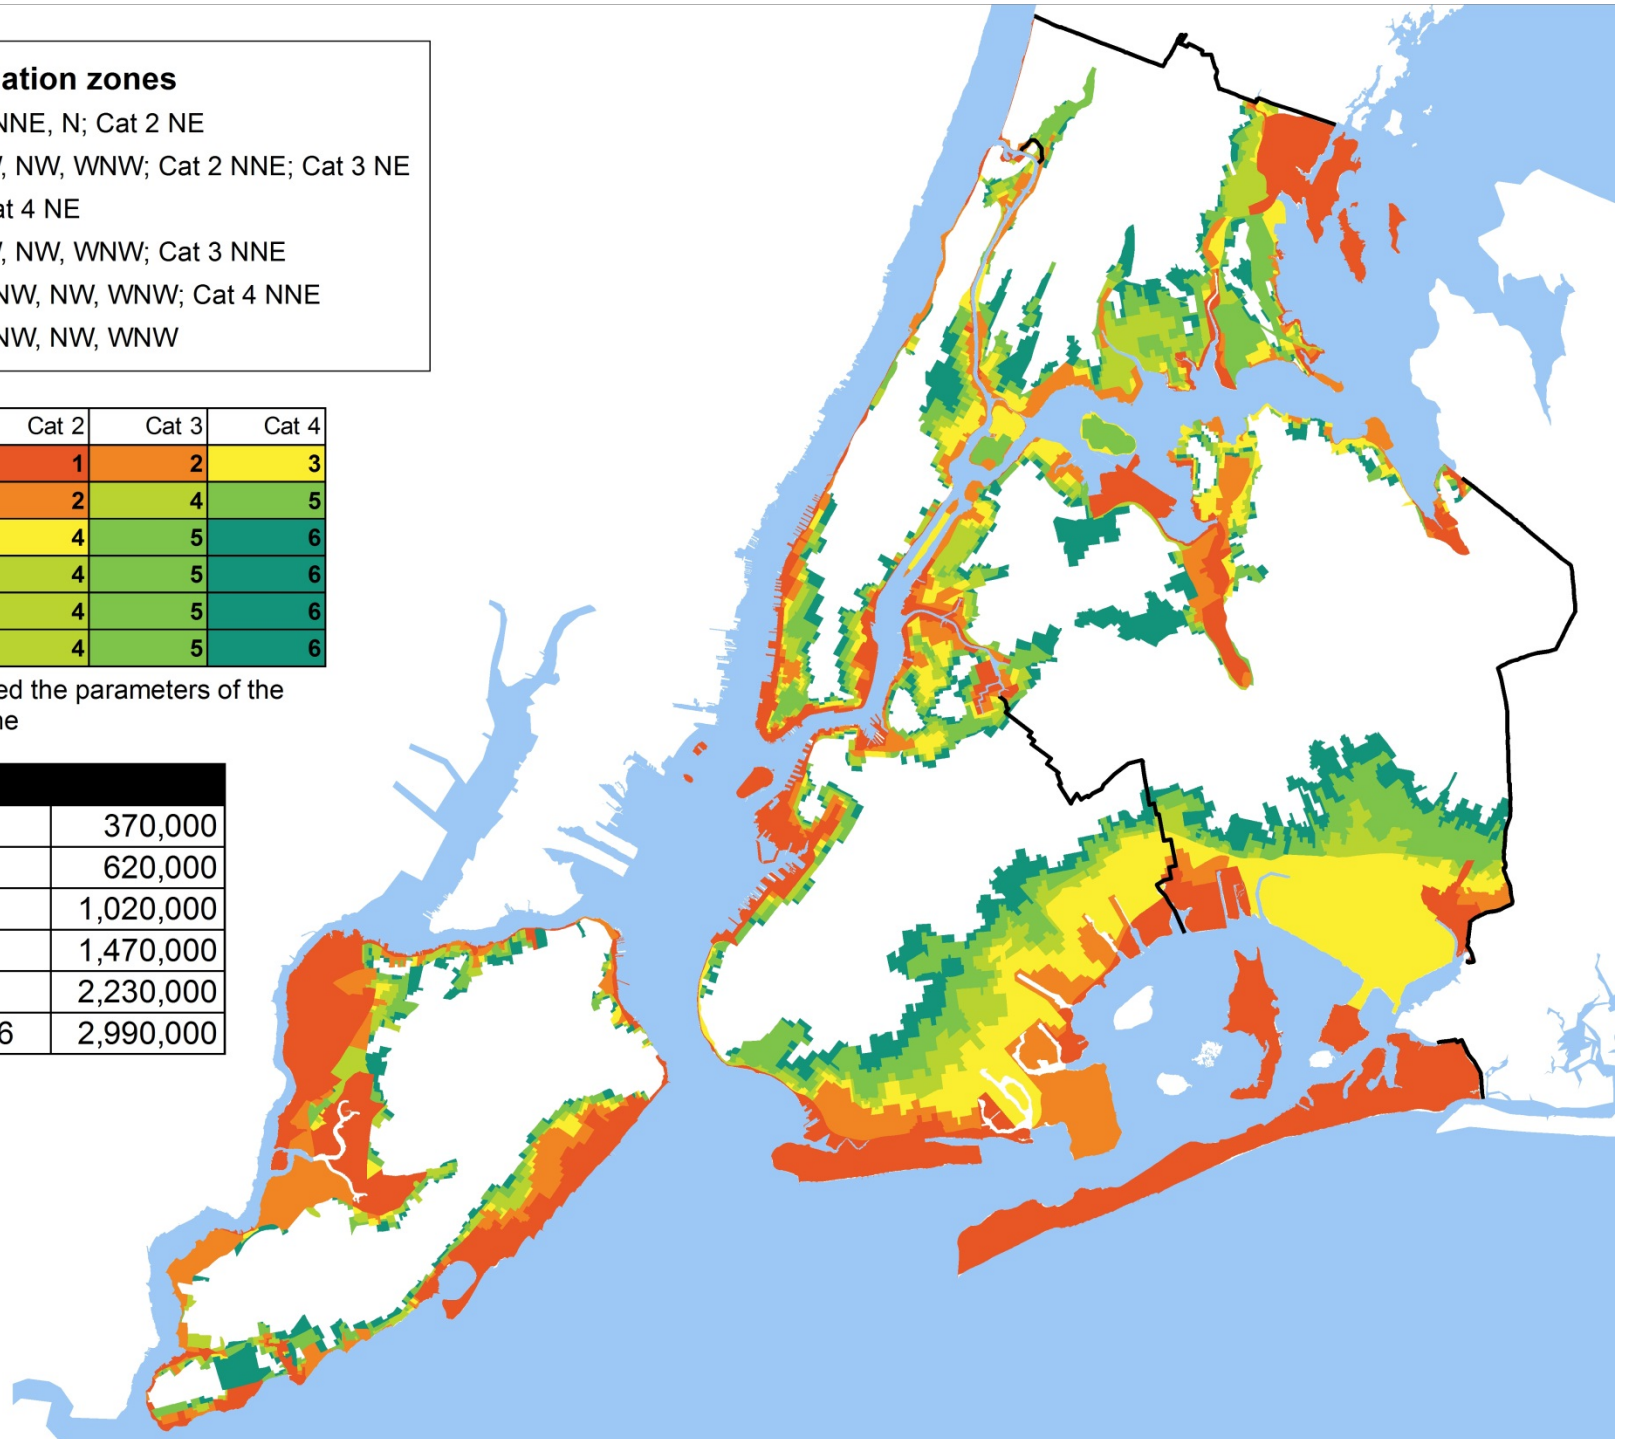 ation zones
NNE, N; Cat 2 NE
, NW, WNW; Cat 2 NNE; Cat 3 NE
at 4 NE
, NW, WNW; Cat 3 NNE
NW, NW, WNW; Cat 4 NNE
NW, NW, WNW
Cat 2 Cat 3 Cat 4
1 2 3
2 4 5
4 5 6
4 5 6
4 5 6
4 5 6
ed the parameters of the
ne
370,000
620,000
1,020,000
1,470,000
2,230,000
6 2,990,000